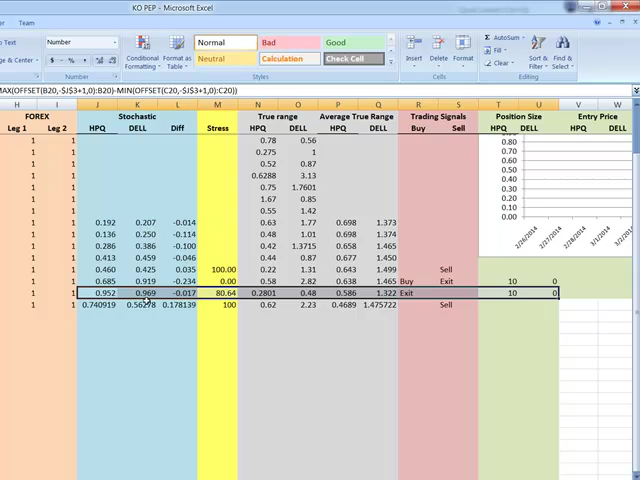 KO PEP - Microsoft Excel
p Text Number Normal Bad Good AutoSum
ge & Center Conditional Formatting Format as Table Neutral Calculation Check Cell Insert Delete Format Fill Clear Sort & Filter Find & Select
Number Styles Cells Editing
MAX(OFFSET(B20,-$J$3+1,0):B20)-MIN(OFFSET(C20,-$J$3+1,0):C20))
H I J K L M N O P Q R S T U V W
FOREX Stochastic True range Average True Range Trading Signals Position Size Entry Price
Leg 1 Leg 2 HPQ DELL Diff Stress HPQ DELL HPQ DELL Buy Sell HPQ DELL HPQ DELL
1 1 0.78 0.56 0.80
1 1 0.275 1 0.70
1 1 0.52 0.87 0.60
1 1 0.6288 3.13 0.50
0.40
1 1 0.75 1.7601 0.30
1 1 1.67 0.85 0.20
1 1 0.55 1.42 0.10
1 1 0.192 0.207 -0.014 0.63 1.77 0.698 1.373 0.00
1 1 0.136 0.250 -0.114 0.48 1.01 0.698 1.374
1 1 0.286 0.386 -0.100 0.42 1.3715 0.658 1.465
2/26/2014 2/27/2014 2/28/2014 3/1/2014
1 1 0.413 0.459 -0.046 0.44 0.87 0.677 1.450
1 1 0.460 0.425 0.035 100.00 0.22 1.31 0.643 1.499 Sell
1 1 0.685 0.919 -0.234 0.00 0.58 2.82 0.638 1.465 Buy Exit 10 0
1 1 0.952 0.969 -0.017 80.64 0.2801 0.48 0.586 1.322 Exit 10 0
1 1 0.740919 0.56278 0.178139 100 0.62 2.23 0.4689 1.475722 Sell